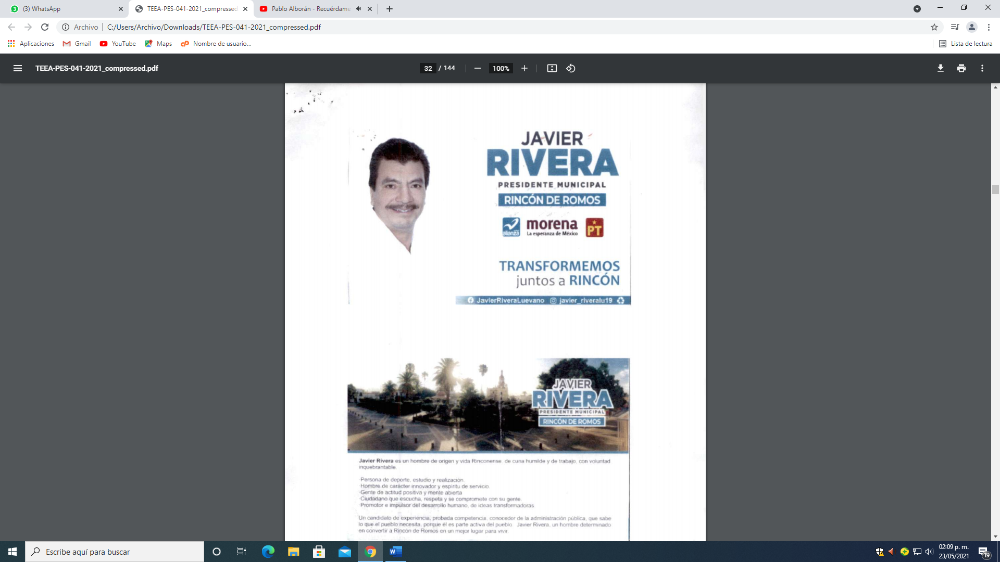 (3) WhatsApp
TEEA-PES-041-2021_compressed
Pablo Alborán - Recuérdame
Archivo
C:/Users/Archivo/Downloads/TEEA-PES-041-2021_compressed.pdf
Aplicaciones
Gmail
YouTube
Maps
Nombre de usuario...
Lista de lectura
TEEA-PES-041-2021_compressed.pdf
32 / 144
100%
JAVIER
RIVERA
PRESIDENTE MUNICIPAL
RINCÓN DE ROMOS
alianza
morena
La esperanza de México
PT
TRANSFORMEMOS
juntos a RINCÓN
JavierRiveraLuevano javier_riveralu19
JAVIER
RIVERA
PRESIDENTE MUNICIPAL
RINCÓN DE ROMOS
Javier Rivera es un hombre de origen y vida Rinconense, de cuna humilde y de trabajo, con voluntad
inquebrantable.
·Persona de deporte, estudio y realización.
·Hombre de carácter innovador y espíritu de servicio.
·Gente de actitud positiva y mente abierta
·Ciudadano que escucha, respeta y se compromete con su gente.
·Promotor e impulsor del desarrollo humano, de ideas transformadoras
Un candidato de experiencia, probada competencia, conocedor de la administración pública, que sabe
lo que el pueblo necesita, porque él es parte activa del pueblo. Javier Rivera, un hombre determinado
en convertir a Rincón de Romos en un mejor lugar para vivir.
Escribe aquí para buscar
02:09 p. m.
23/05/2021
19